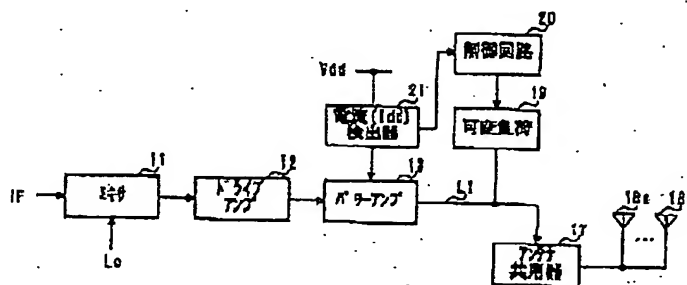 20
制御回路
Vdd
21
19
電流(Idc)
検出器
可変負荷
11
12
13
IF
ミキサ
ドライブ
アンプ
パワーアンプ
L1
18a
18
...
Lo
17
アンテナ
共用器